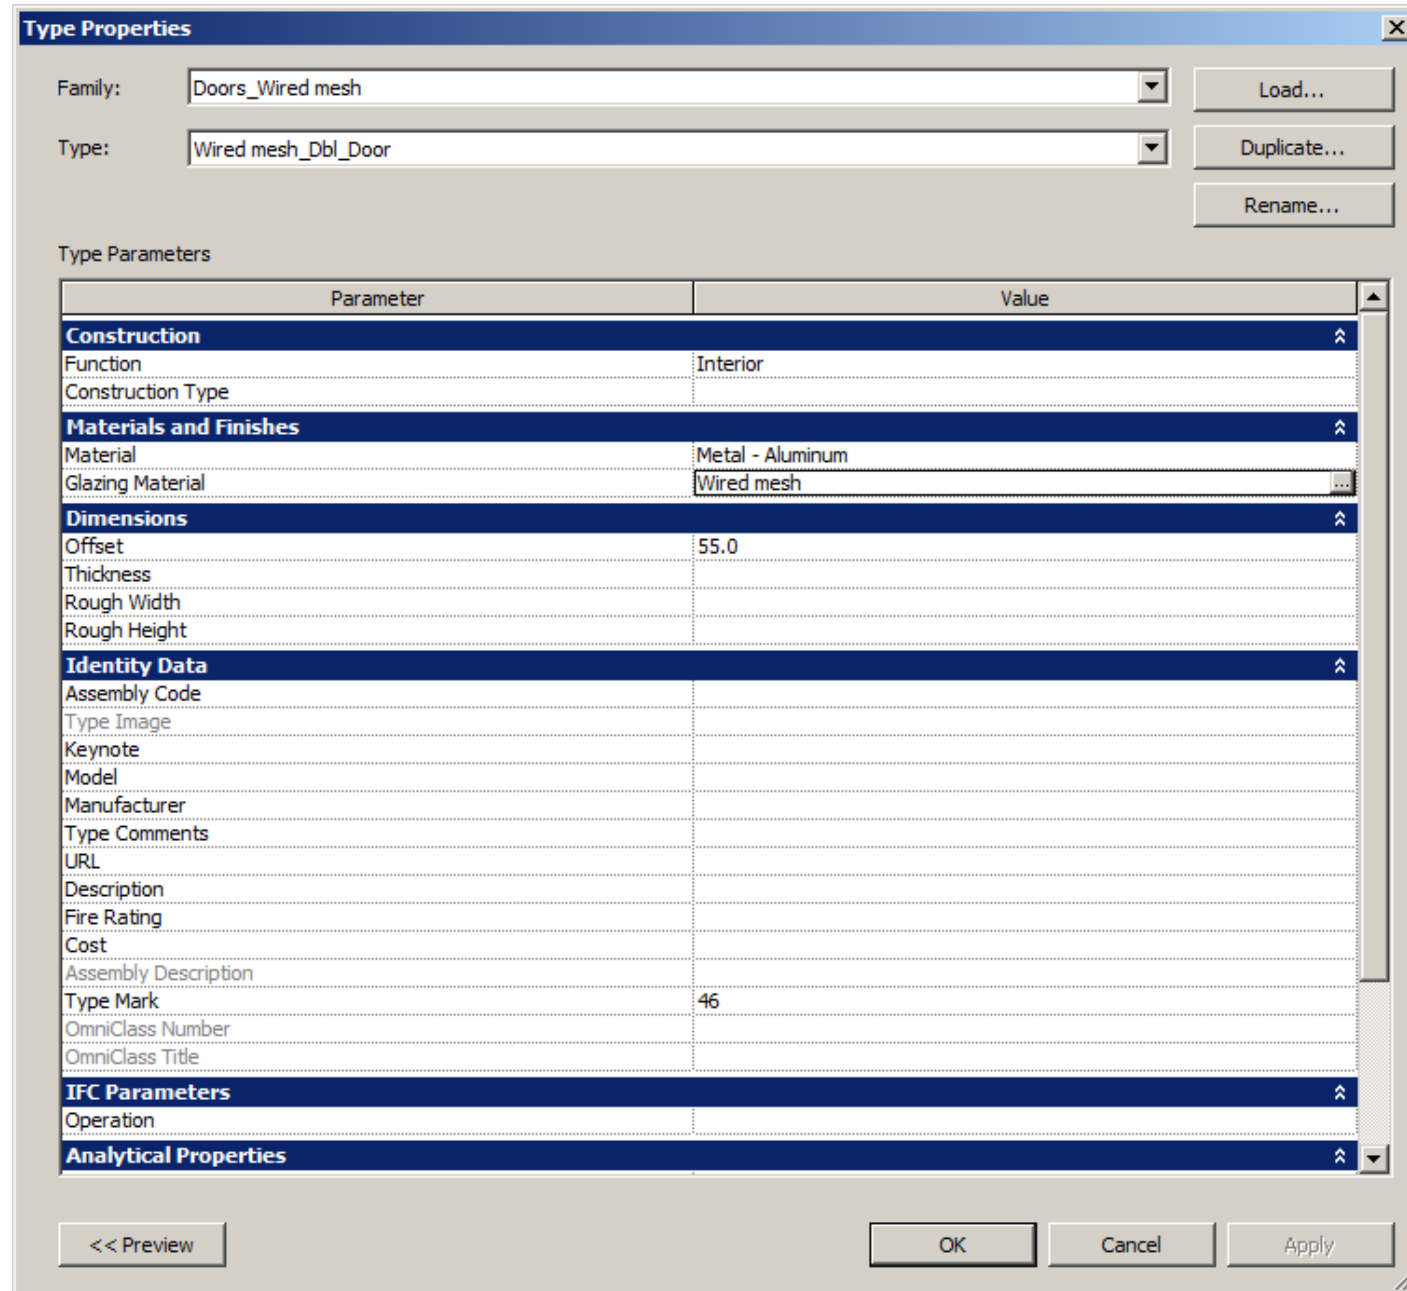 Type Properties
Family: Doors_Wired mesh Load...
Type: Wired mesh_Dbl_Door Duplicate...
Rename...
Type Parameters
Parameter Value
Construction
Function Interior
Construction Type
Materials and Finishes
Material Metal - Aluminum
Glazing Material Wired mesh ...
Dimensions
Offset 55.0
Thickness
Rough Width
Rough Height
Identity Data
Assembly Code
Type Image
Keynote
Model
Manufacturer
Type Comments
URL
Description
Fire Rating
Cost
Assembly Description
Type Mark 46
OmniClass Number
OmniClass Title
IFC Parameters
Operation
Analytical Properties
<< Preview OK Cancel Apply